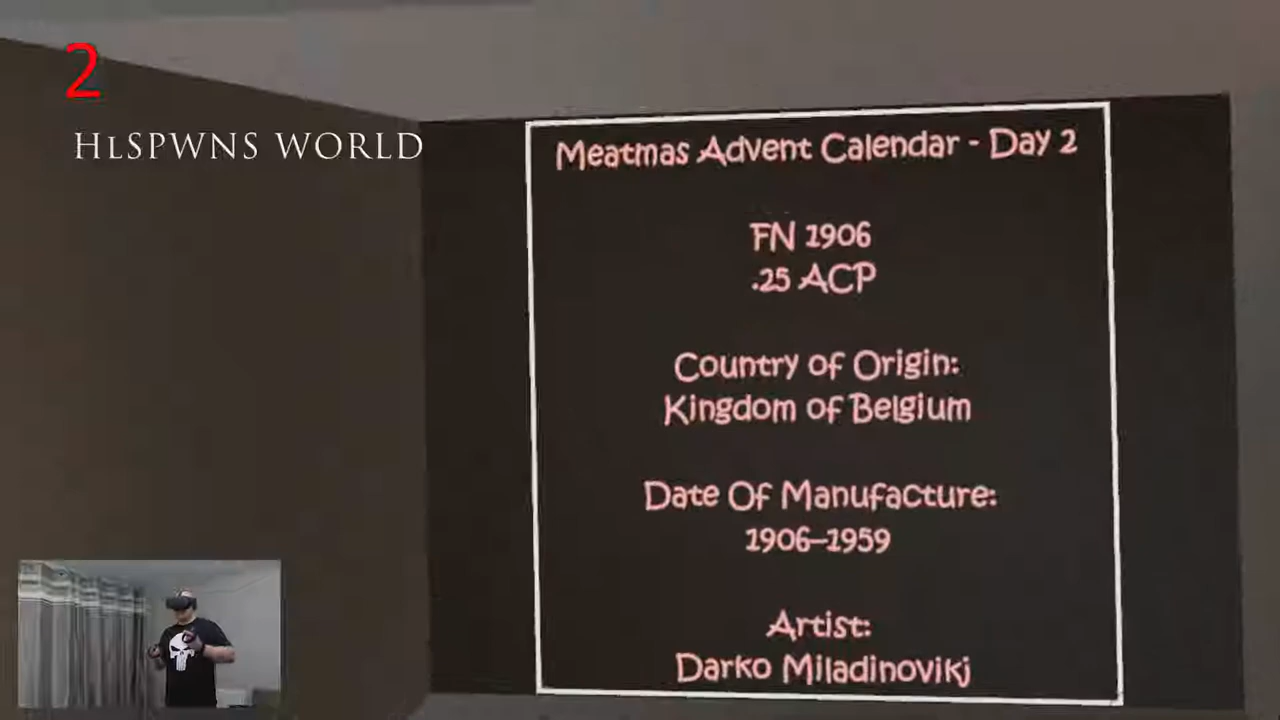 2
HLSPWNS WORLD
Meatmas Advent Calendar - Day 2
FN 1906
.25 ACP
Country of Origin:
Kingdom of Belgium
Date Of Manufacture:
1906–1959
Artist:
Darko Miladinovikj